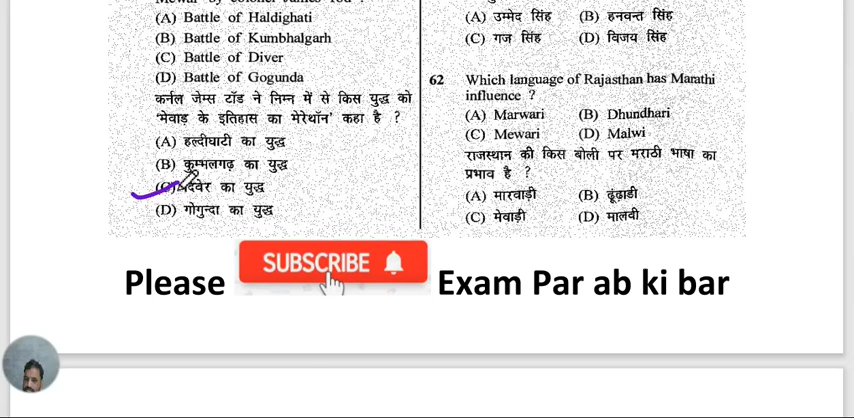 (A) Battle of Haldighati
(B) Battle of Kumbhalgarh
(C) Battle of Diver
(D) Battle of Gogunda
कर्नल जेम्स टॉड ने निम्न में से किस युद्ध को
‘मेवाड़ के इतिहास का मेरेथॉन’ कहा है ?
(A) हल्दीघाटी का युद्ध
(B) कुम्भलगढ़ का युद्ध
(C) दिवेर का युद्ध
(D) गोगुन्दा का युद्ध
(A) उम्मेद सिंह (B) हनवन्त सिंह
(C) गज सिंह (D) विजय सिंह
62 Which language of Rajasthan has Marathi
influence ?
(A) Marwari (B) Dhundhari
(C) Mewari (D) Malwi
राजस्थान की किस बोली पर मराठी भाषा का
प्रभाव है ?
(A) मारवाड़ी (B) ढूंढ़ाड़ी
(C) मेवाड़ी (D) मालवी
Please SUBSCRIBE Exam Par ab ki bar